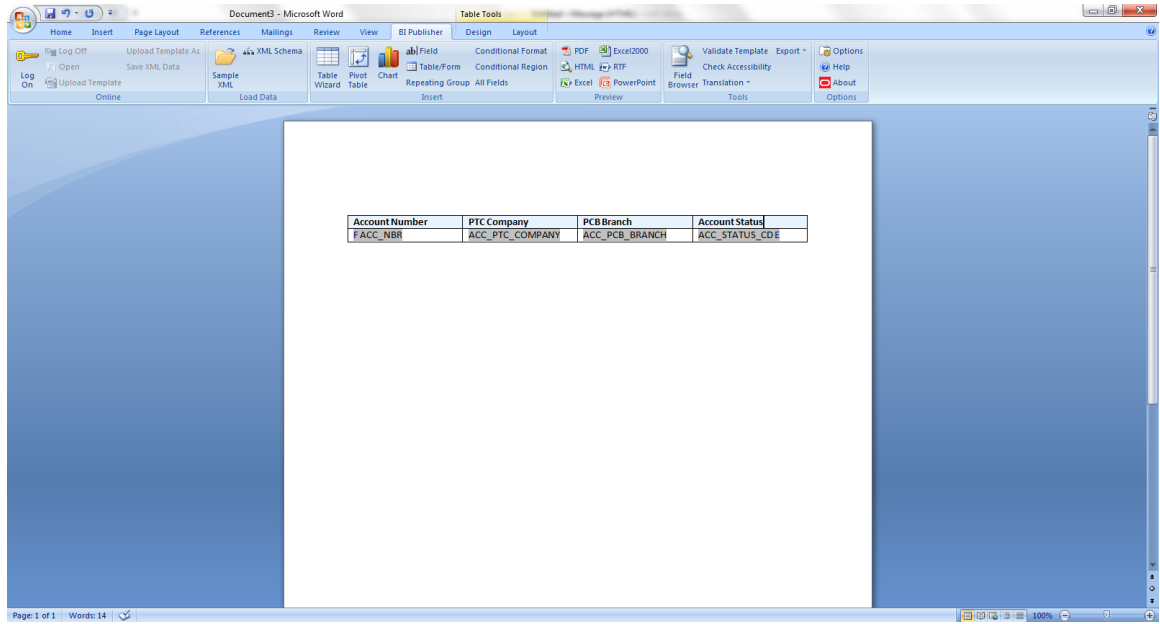 Document3 - Microsoft Word Table Tools
Home Insert Page Layout References Mailings Review View BI Publisher Design Layout
Log On
Log Off
Open
Upload Template
Upload Template As
Save XML Data
Online
Sample XML
XML Schema
Load Data
Table Wizard
Pivot Table
Chart
ab Field
Table/Form
Repeating Group
Conditional Format
Conditional Region
All Fields
Insert
PDF
HTML
Excel
Excel2000
RTF
PowerPoint
Preview
Field Browser
Validate Template
Export
Check Accessibility
Translation
Tools
Options
Help
About
Options
Account Number PTC Company PCB Branch Account Status
F ACC_NBR ACC_PTC_COMPANY ACC_PCB_BRANCH ACC_STATUS_CD E
Page: 1 of 1 Words: 14 100%